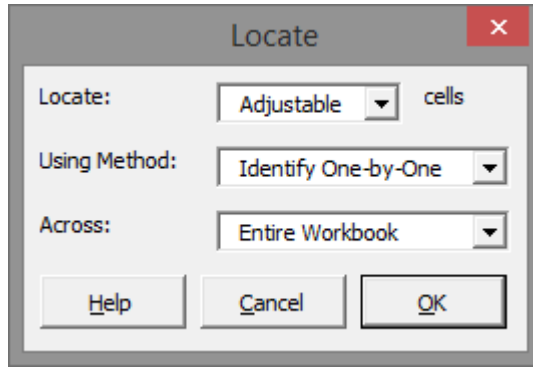 Locate
Locate: Adjustable cells
Using Method: Identify One-by-One
Across: Entire Workbook
Help Cancel OK